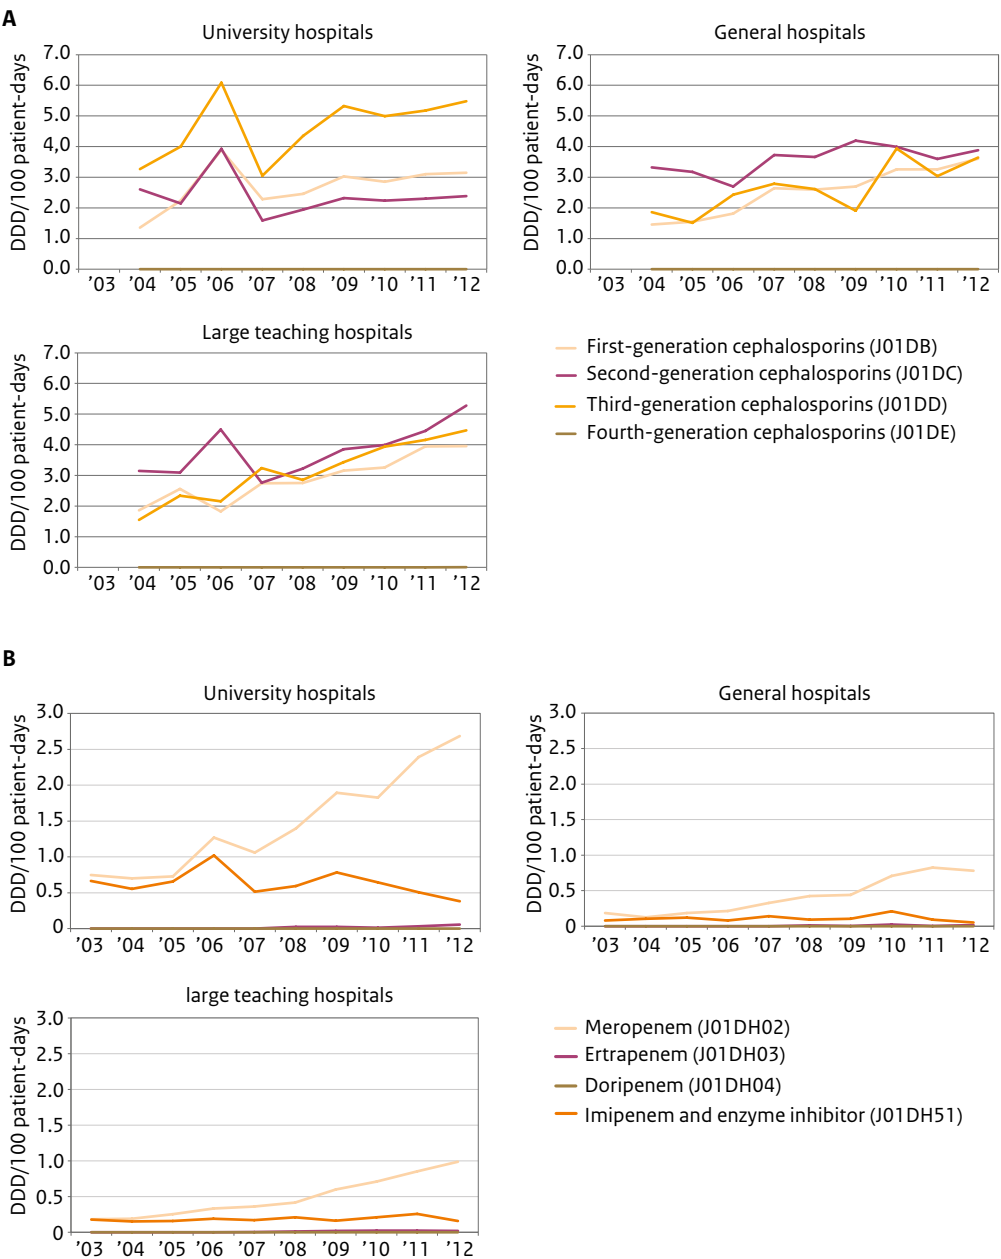 A
University hospitals
DDD/100 patient-days
7.0
6.0
5.0
4.0
3.0
2.0
1.0
0.0
’03 ’04 ’05 ’06 ’07 ’08 ’09 ’10 ’11 ’12
General hospitals
DDD/100 patient-days
7.0
6.0
5.0
4.0
3.0
2.0
1.0
0.0
’03 ’04 ’05 ’06 ’07 ’08 ’09 ’10 ’11 ’12
Large teaching hospitals
DDD/100 patient-days
7.0
6.0
5.0
4.0
3.0
2.0
1.0
0.0
’03 ’04 ’05 ’06 ’07 ’08 ’09 ’10 ’11 ’12
First-generation cephalosporins (J01DB)
Second-generation cephalosporins (J01DC)
Third-generation cephalosporins (J01DD)
Fourth-generation cephalosporins (J01DE)
B
University hospitals
DDD/100 patient-days
3.0
2.5
2.0
1.5
1.0
0.5
0
’03 ’04 ’05 ’06 ’07 ’08 ’09 ’10 ’11 ’12
General hospitals
DDD/100 patient-days
3.0
2.5
2.0
1.5
1.0
0.5
0
’03 ’04 ’05 ’06 ’07 ’08 ’09 ’10 ’11 ’12
large teaching hospitals
DDD/100 patient-days
3.0
2.5
2.0
1.5
1.0
0.5
0
’03 ’04 ’05 ’06 ’07 ’08 ’09 ’10 ’11 ’12
Meropenem (J01DH02)
Ertrapenem (J01DH03)
Doripenem (J01DH04)
Imipenem and enzyme inhibitor (J01DH51)